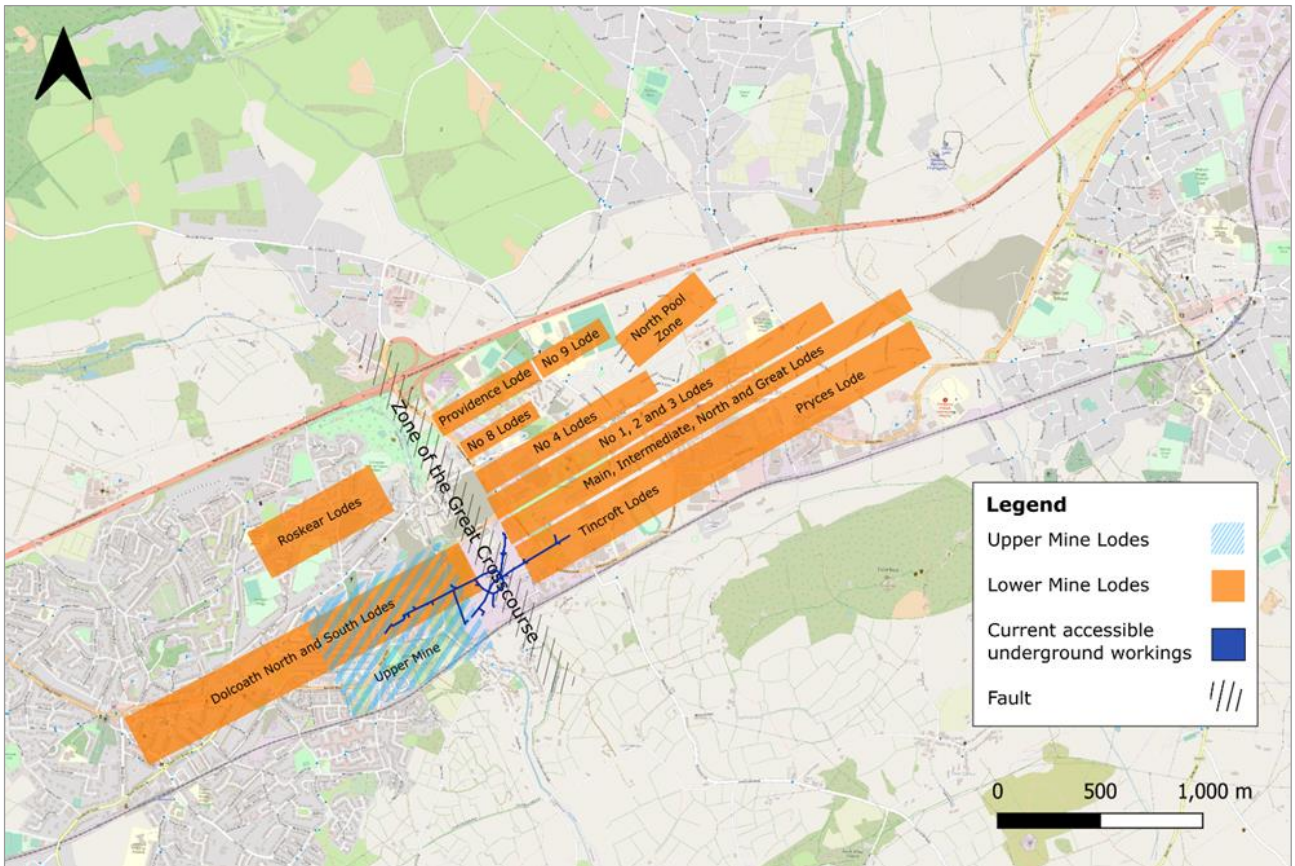 North Pool
Zone
No 9 Lode
Providence Lode
No 8 Lodes
No 4 Lodes
No 1, 2 and 3 Lodes
Main, Intermediate, North and Great Lodes
Pryces Lode
Tincroft Lodes
Zone of the Great Crosscourse
Roskear Lodes
Dolcoath North and South Lodes
Upper Mine
Legend
Upper Mine Lodes
Lower Mine Lodes
Current accessible
underground workings
Fault
0 500 1,000 m